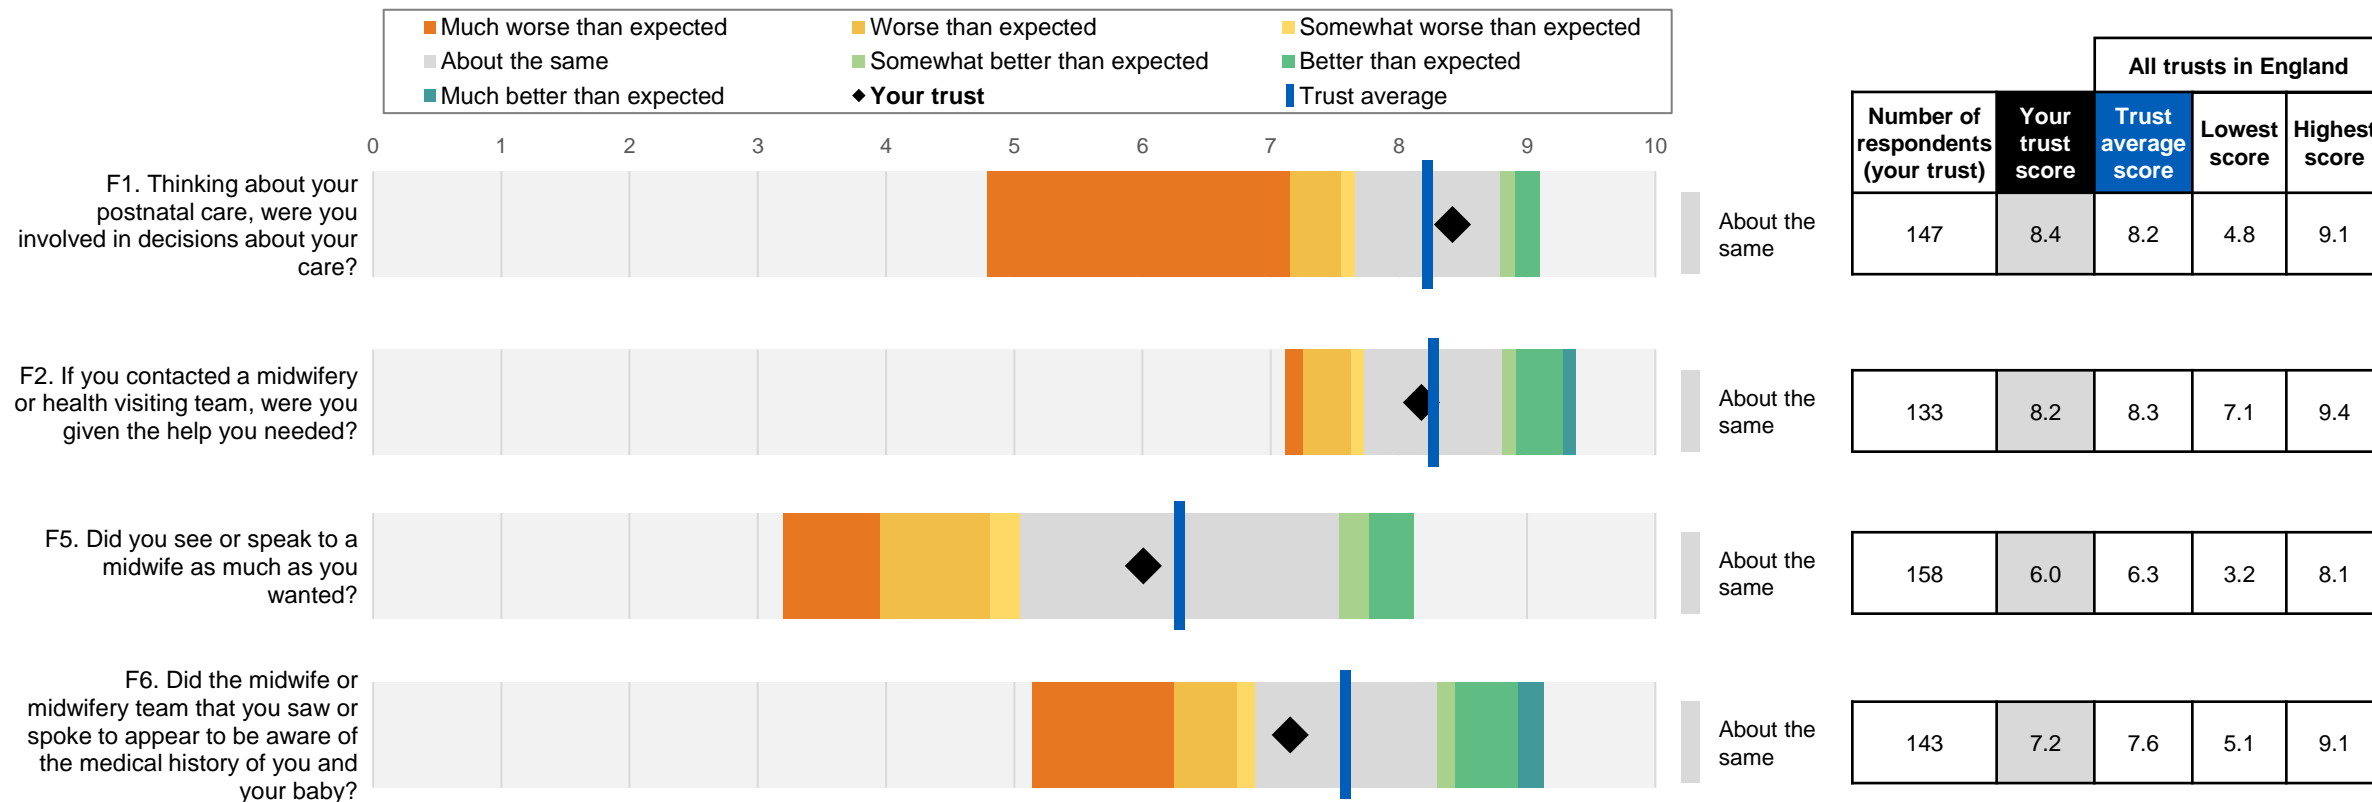 Much worse than expected
Worse than expected
Somewhat worse than expected
About the same
Somewhat better than expected
Better than expected
Much better than expected
Your trust
Trust average
All trusts in England
Number of
respondents
(your trust)
Your
trust
score
Trust
average
score
Lowest
score
Highest
score
0 1 2 3 4 5 6 7 8 9 10
F1. Thinking about your
postnatal care, were you
involved in decisions about your
care?
About the
same
147 8.4 8.2 4.8 9.1
F2. If you contacted a midwifery
or health visiting team, were you
given the help you needed?
About the
same
133 8.2 8.3 7.1 9.4
F5. Did you see or speak to a
midwife as much as you
wanted?
About the
same
158 6.0 6.3 3.2 8.1
F6. Did the midwife or
midwifery team that you saw or
spoke to appear to be aware of
the medical history of you and
your baby?
About the
same
143 7.2 7.6 5.1 9.1